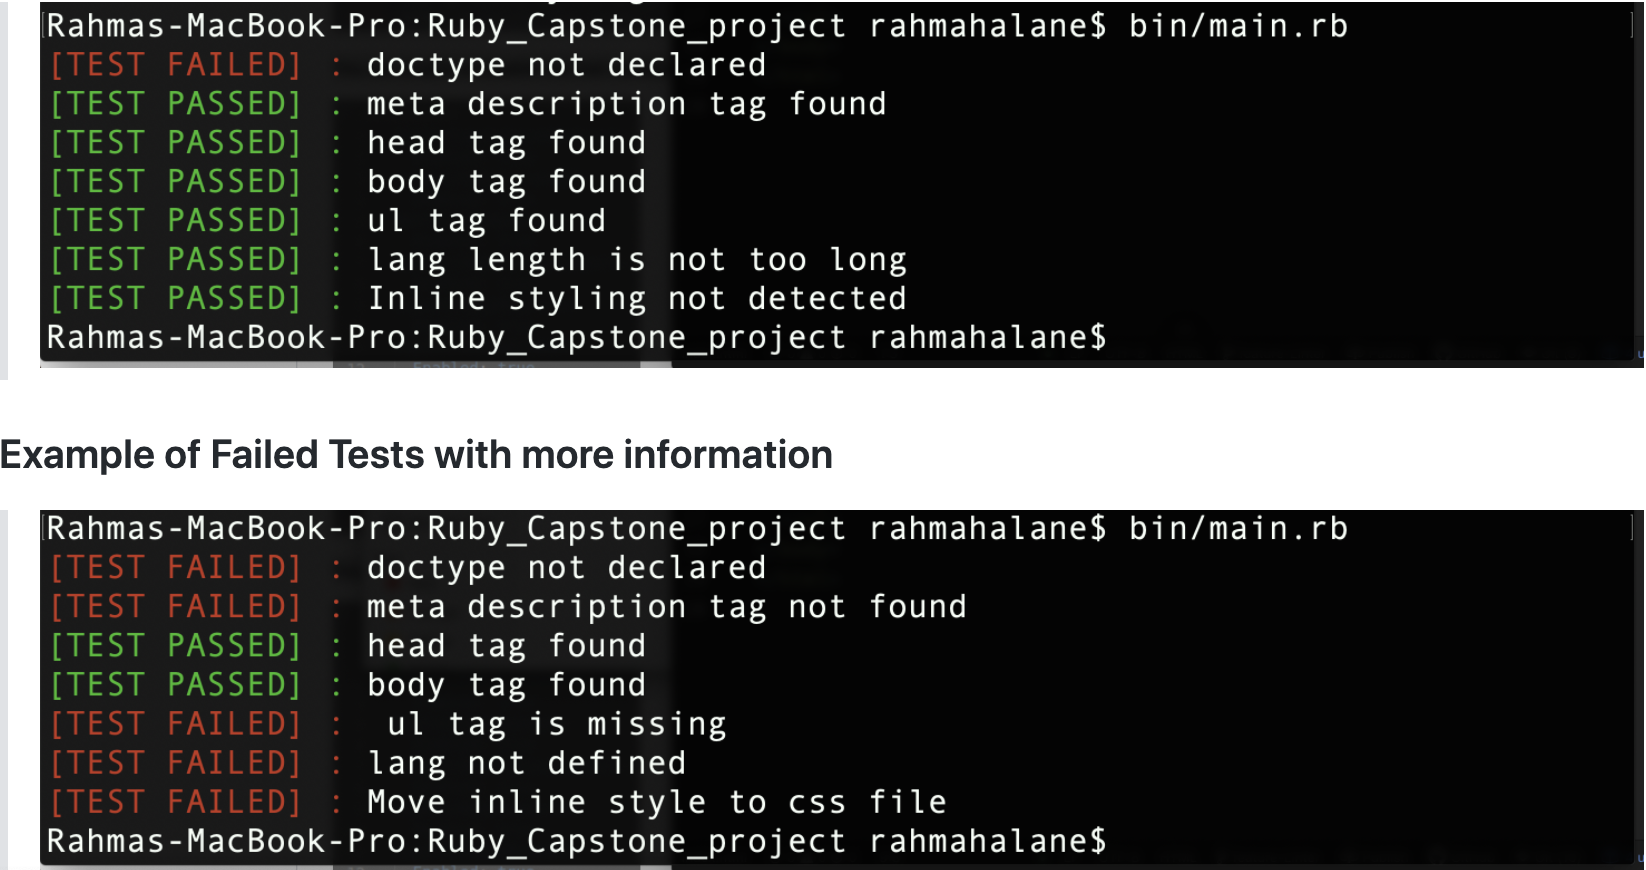 Rahmas-MacBook-Pro:Ruby_Capstone_project rahmahalane$ bin/main.rb
[TEST FAILED] : doctype not declared
[TEST PASSED] : meta description tag found
[TEST PASSED] : head tag found
[TEST PASSED] : body tag found
[TEST PASSED] : ul tag found
[TEST PASSED] : lang length is not too long
[TEST PASSED] : Inline styling not detected
Rahmas-MacBook-Pro:Ruby_Capstone_project rahmahalane$
Example of Failed Tests with more information
Rahmas-MacBook-Pro:Ruby_Capstone_project rahmahalane$ bin/main.rb
[TEST FAILED] : doctype not declared
[TEST FAILED] : meta description tag not found
[TEST PASSED] : head tag found
[TEST PASSED] : body tag found
[TEST FAILED] :  ul tag is missing
[TEST FAILED] : lang not defined
[TEST FAILED] : Move inline style to css file
Rahmas-MacBook-Pro:Ruby_Capstone_project rahmahalane$